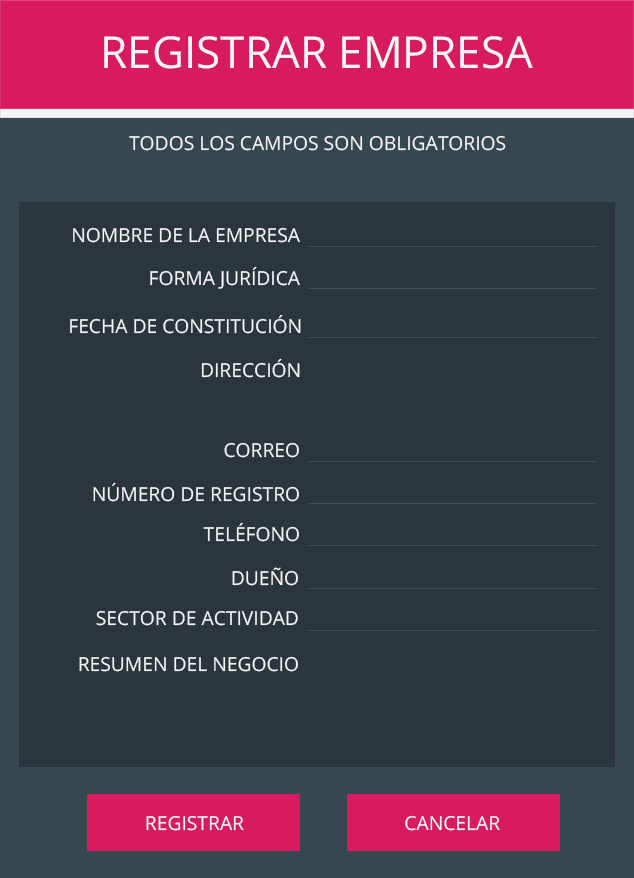 REGISTRAR EMPRESA
TODOS LOS CAMPOS SON OBLIGATORIOS
NOMBRE DE LA EMPRESA
FORMA JURÍDICA
FECHA DE CONSTITUCIÓN
DIRECCIÓN
CORREO
NÚMERO DE REGISTRO
TELÉFONO
DUEÑO
SECTOR DE ACTIVIDAD
RESUMEN DEL NEGOCIO
REGISTRAR
CANCELAR